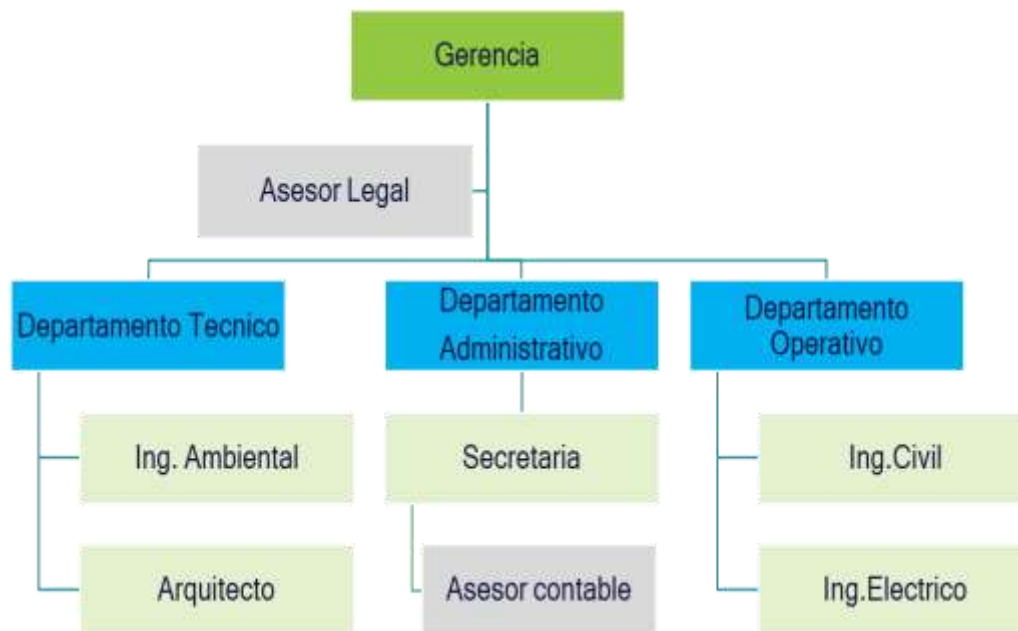 Gerencia
Asesor Legal
Departamento Tecnico
Departamento
Administrativo
Departamento
Operativo
Ing. Ambiental
Secretaria
Ing.Civil
Arquitecto
Asesor contable
Ing.Electrico